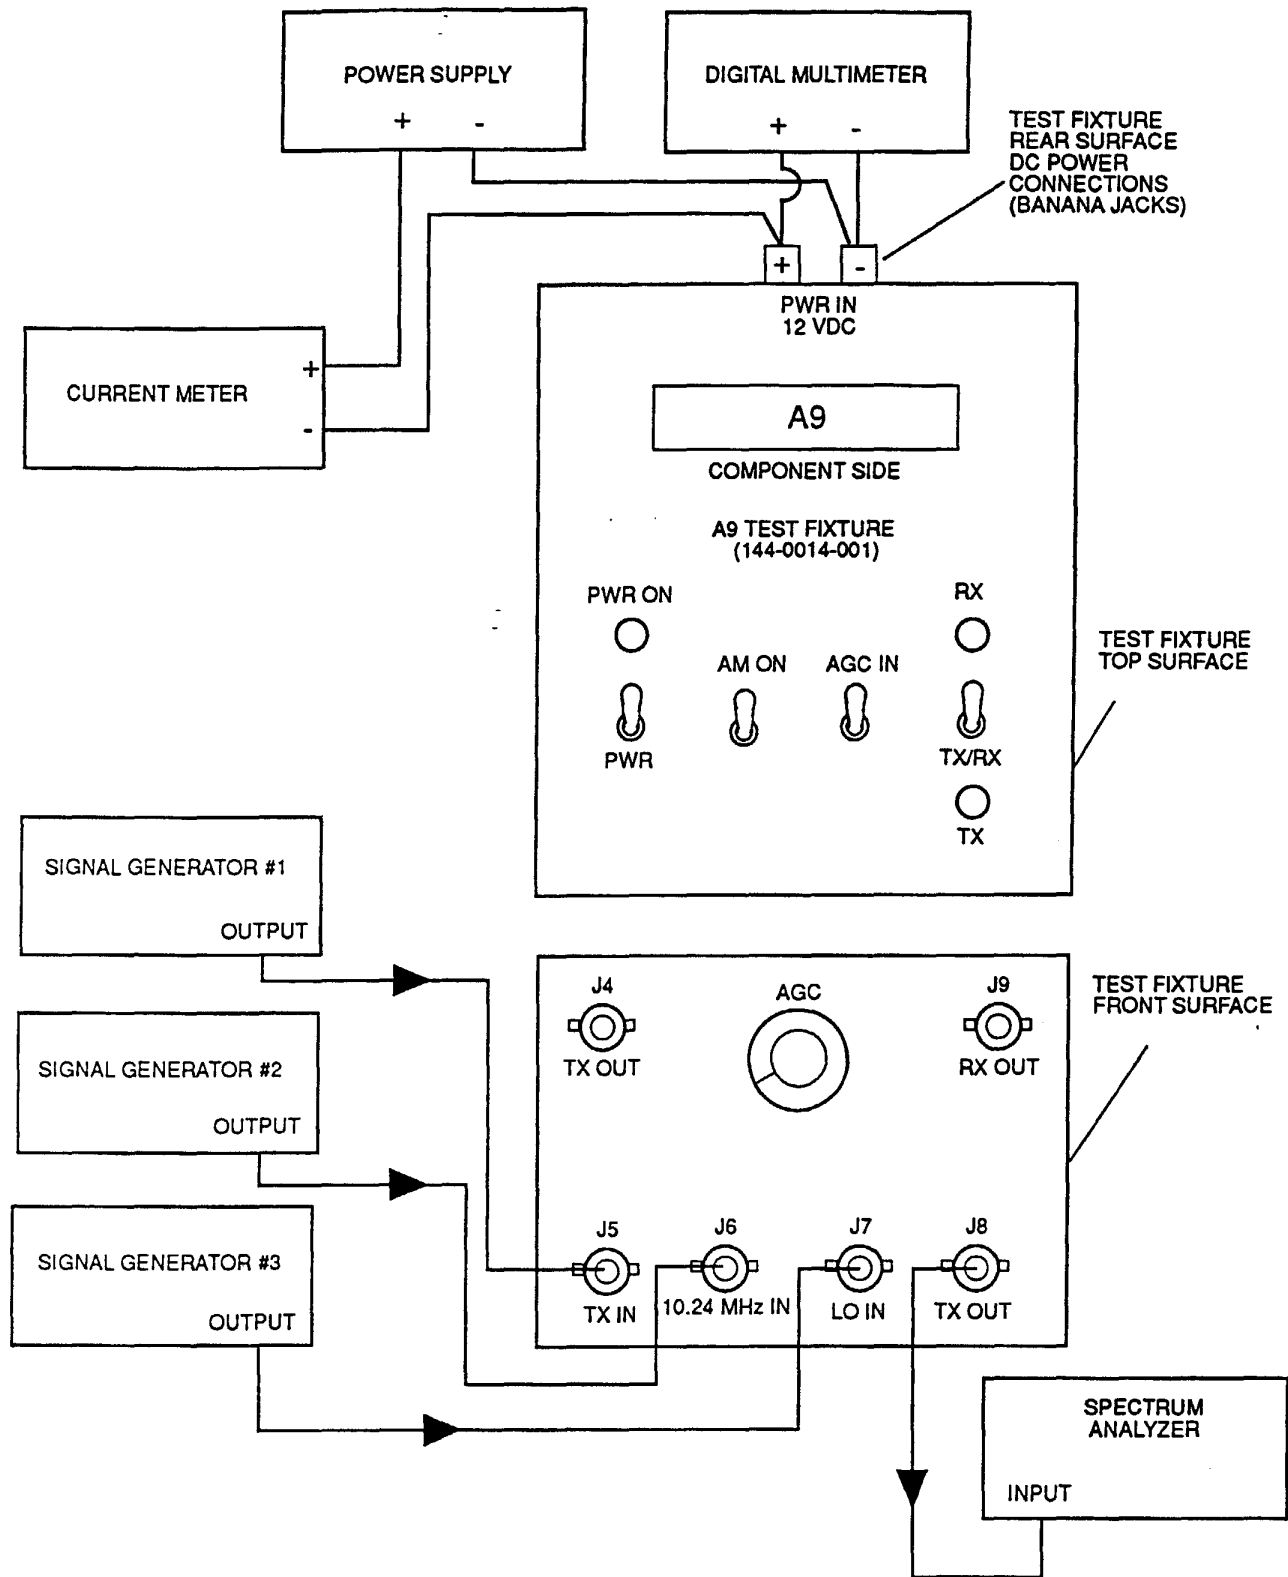 POWER SUPPLY
+ -
DIGITAL MULTIMETER
+ -
TEST FIXTURE
REAR SURFACE
DC POWER
CONNECTIONS
(BANANA JACKS)
+ -
PWR IN
12 VDC
CURRENT METER
+
-
A9
COMPONENT SIDE
A9 TEST FIXTURE
(144-0014-001)
PWR ON
RX
AM ON
AGC IN
PWR
TX/RX
TX
TEST FIXTURE
TOP SURFACE
SIGNAL GENERATOR #1
OUTPUT
SIGNAL GENERATOR #2
OUTPUT
SIGNAL GENERATOR #3
OUTPUT
J4
TX OUT
AGC
J9
RX OUT
TEST FIXTURE
FRONT SURFACE
J5
TX IN
J6
10.24 MHz IN
J7
LO IN
J8
TX OUT
SPECTRUM
ANALYZER
INPUT